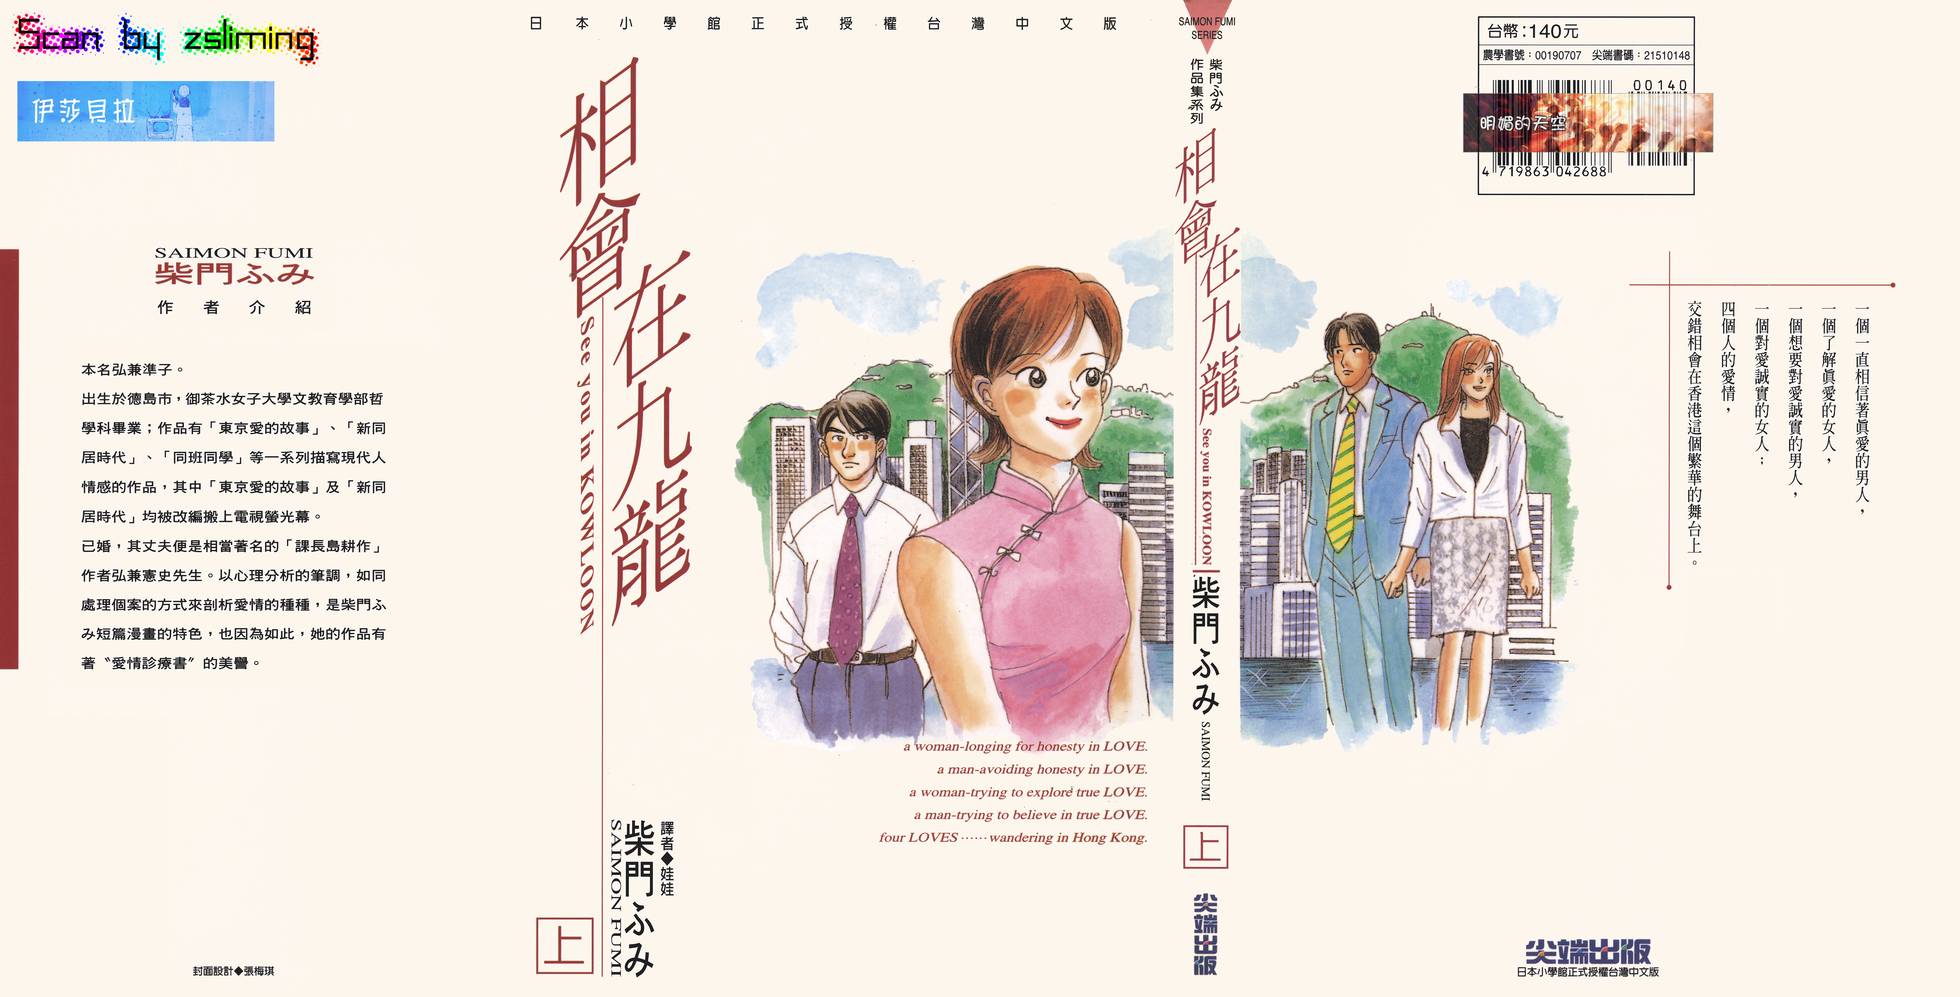 Scan by zsliming
伊莎貝拉
SAIMON FUMI
柴門ふみ
作者介紹
本名弘兼準子。
出生於德島市，御茶水女子大學文教育學部哲
學科畢業；作品有「東京愛的故事」、「新同
居時代」、「同班同學」等一系列描寫現代人
情感的作品，其中「東京愛的故事」及「新同
居時代」均被改編搬上電視螢光幕。
已婚，其丈夫便是相當著名的「課長島耕作」
作者弘兼憲史先生。以心理分析的筆調，如同
處理個案的方式來剖析愛情的種種，是柴門ふ
み短篇漫畫的特色，也因為如此，她的作品有
著〝愛情診療書〞的美譽。
封面設計◆張梅琪
日本小學館正式授權台灣中文版
相會在九龍
See you in KOWLOON
譯者◆娃娃
柴門ふみ
SAIMON FUMI
上
a woman-longing for honesty in LOVE.
a man-avoiding honesty in LOVE.
a woman-trying to explore true LOVE.
a man-trying to believe in true LOVE.
four LOVES ······ wandering in Hong Kong.
SAIMON FUMI
SERIES
柴門ふみ
作品集系列
相會在九龍
See you in KOWLOON
柴門ふみ
SAIMON FUMI
上
尖端出版
台幣：140元
農學書號：00190707 尖端書碼：21510148
00140
明媚的天空
4 719863 042688
一個一直相信著眞愛的男人，
一個了解眞愛的女人，
一個想要對愛誠實的男人，
一個對愛誠實的女人；
四個人的愛情，
交錯相會在香港這個繁華的舞台上。
尖端出版
日本小學館正式授權台灣中文版